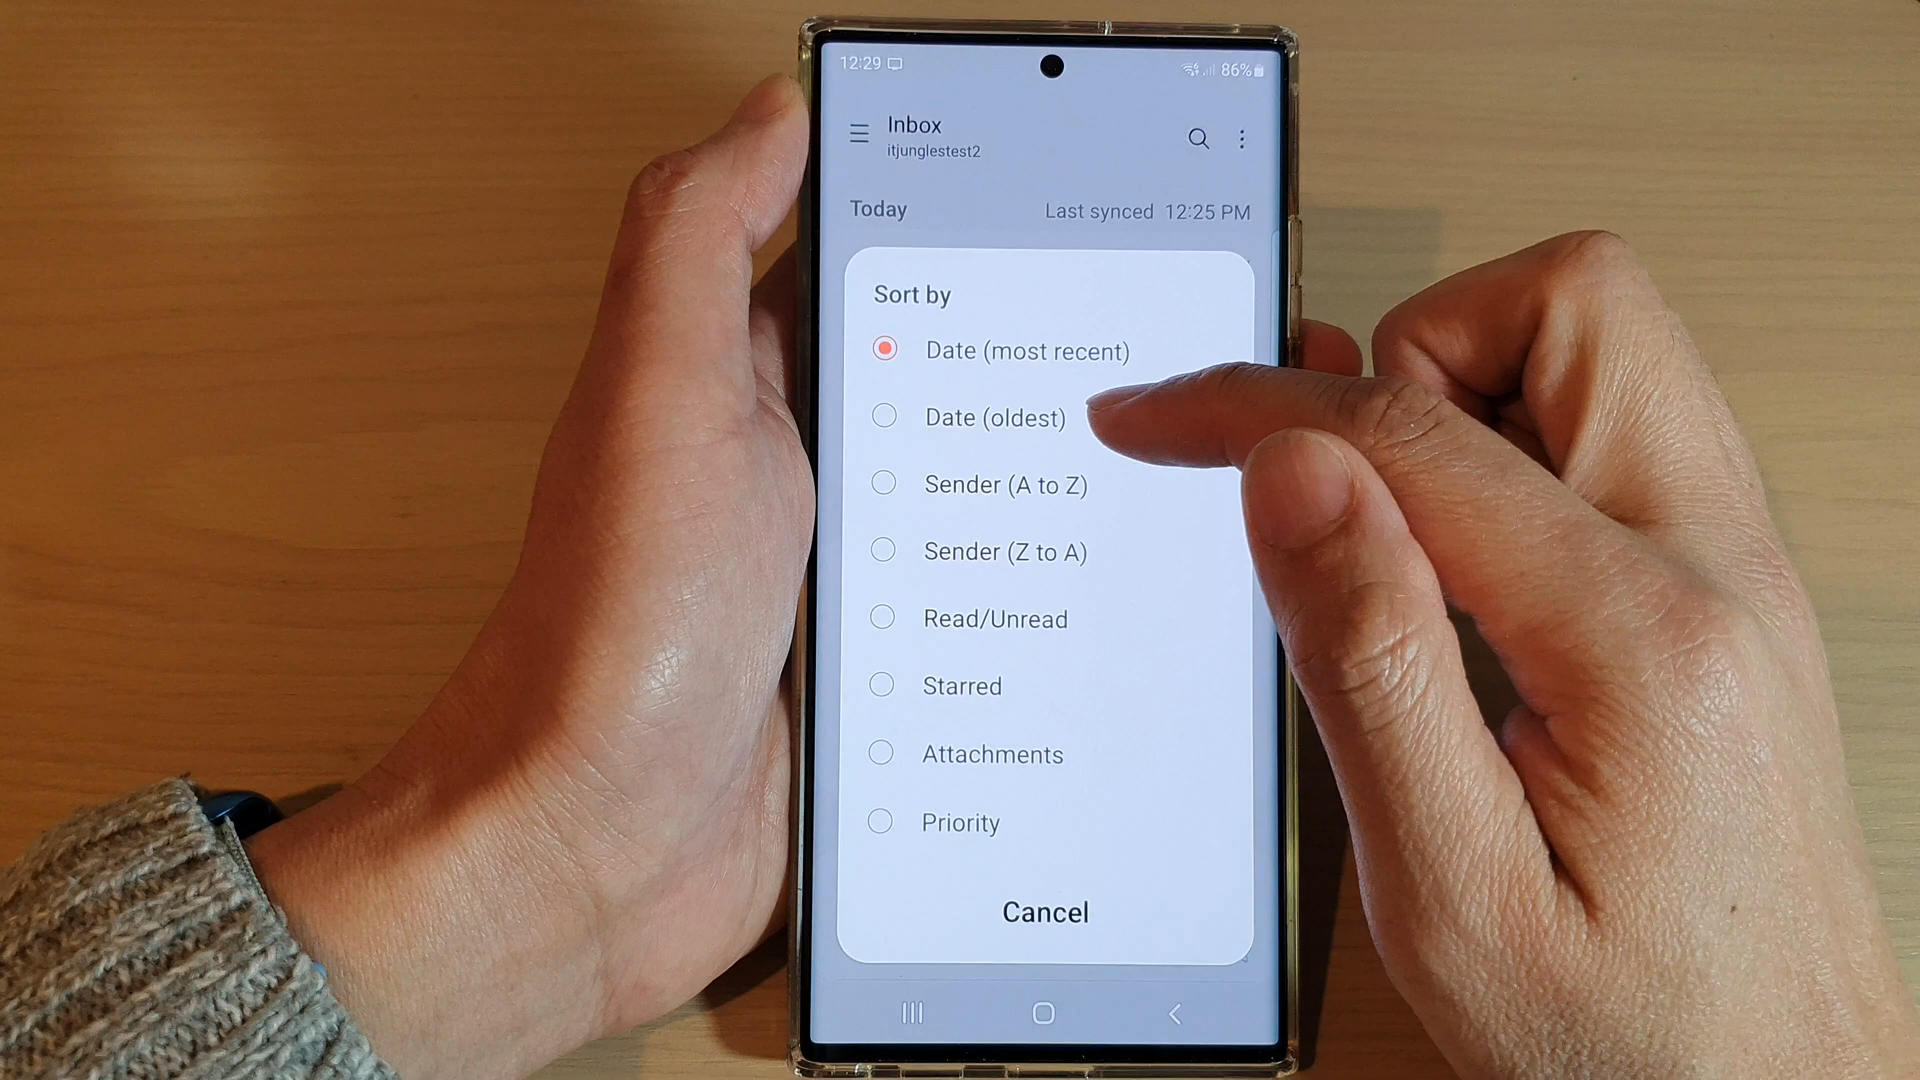 12:29
86%
Inbox
itjunglestest2
Today
Last synced 12:25 PM
Sort by
Date (most recent)
Date (oldest)
Sender (A to Z)
Sender (Z to A)
Read/Unread
Starred
Attachments
Priority
Cancel